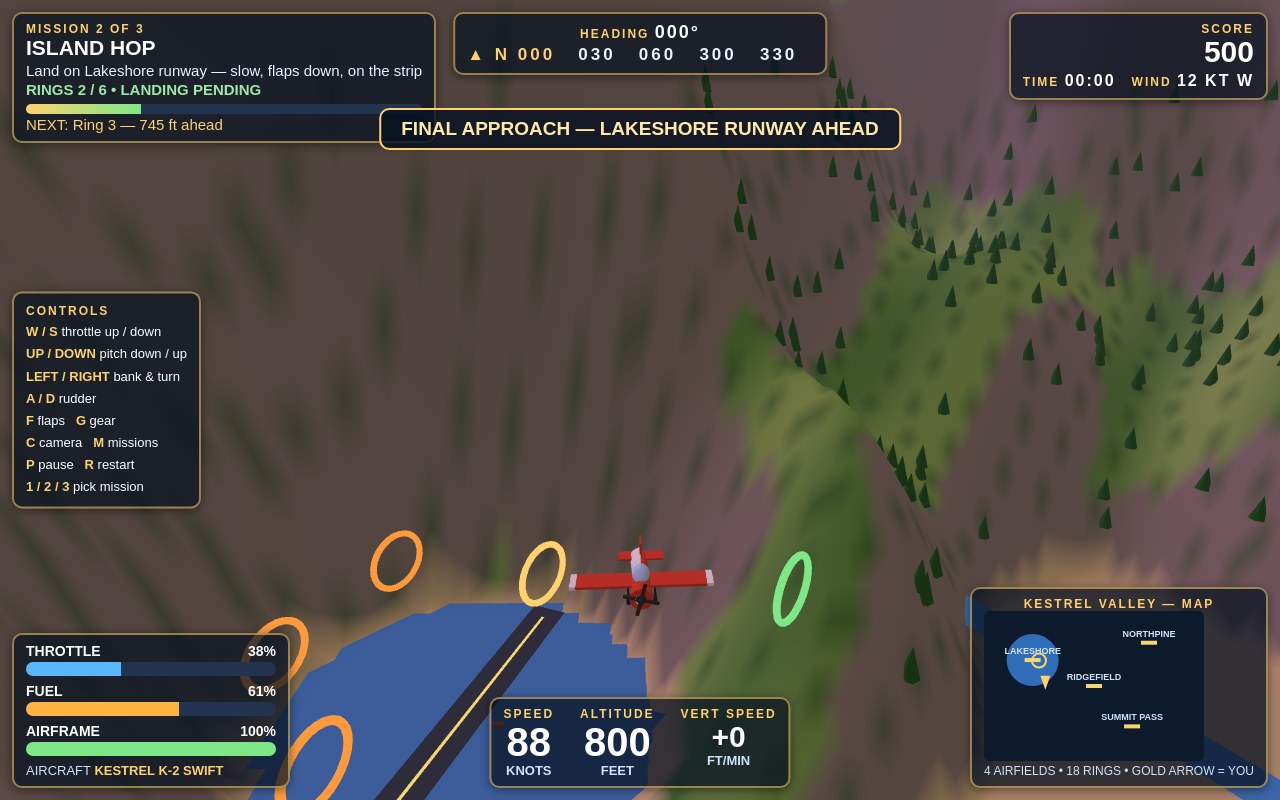 MISSION 2 OF 3
ISLAND HOP
Land on Lakeshore runway — slow, flaps down, on the strip
RINGS 2 / 6 • LANDING PENDING
NEXT: Ring 3 — 745 ft ahead
HEADING 000°
▲ N 000 030 060 300 330
SCORE
500
TIME 00:00 WIND 12 KT W
FINAL APPROACH — LAKESHORE RUNWAY AHEAD
CONTROLS
W / S throttle up / down
UP / DOWN pitch down / up
LEFT / RIGHT bank & turn
A / D rudder
F flaps G gear
C camera M missions
P pause R restart
1 / 2 / 3 pick mission
THROTTLE 38%
FUEL 61%
AIRFRAME 100%
AIRCRAFT KESTREL K-2 SWIFT
SPEED ALTITUDE VERT SPEED
88 800 +0
KNOTS FEET FT/MIN
KESTREL VALLEY — MAP
NORTHPINE
LAKESHORE
RIDGEFIELD
SUMMIT PASS
4 AIRFIELDS • 18 RINGS • GOLD ARROW = YOU